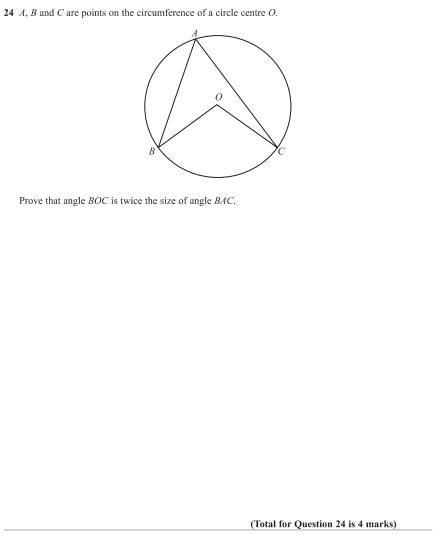 24 A, B and C are points on the circumference of a circle centre O.
A
O
B
C
Prove that angle BOC is twice the size of angle BAC.
(Total for Question 24 is 4 marks)